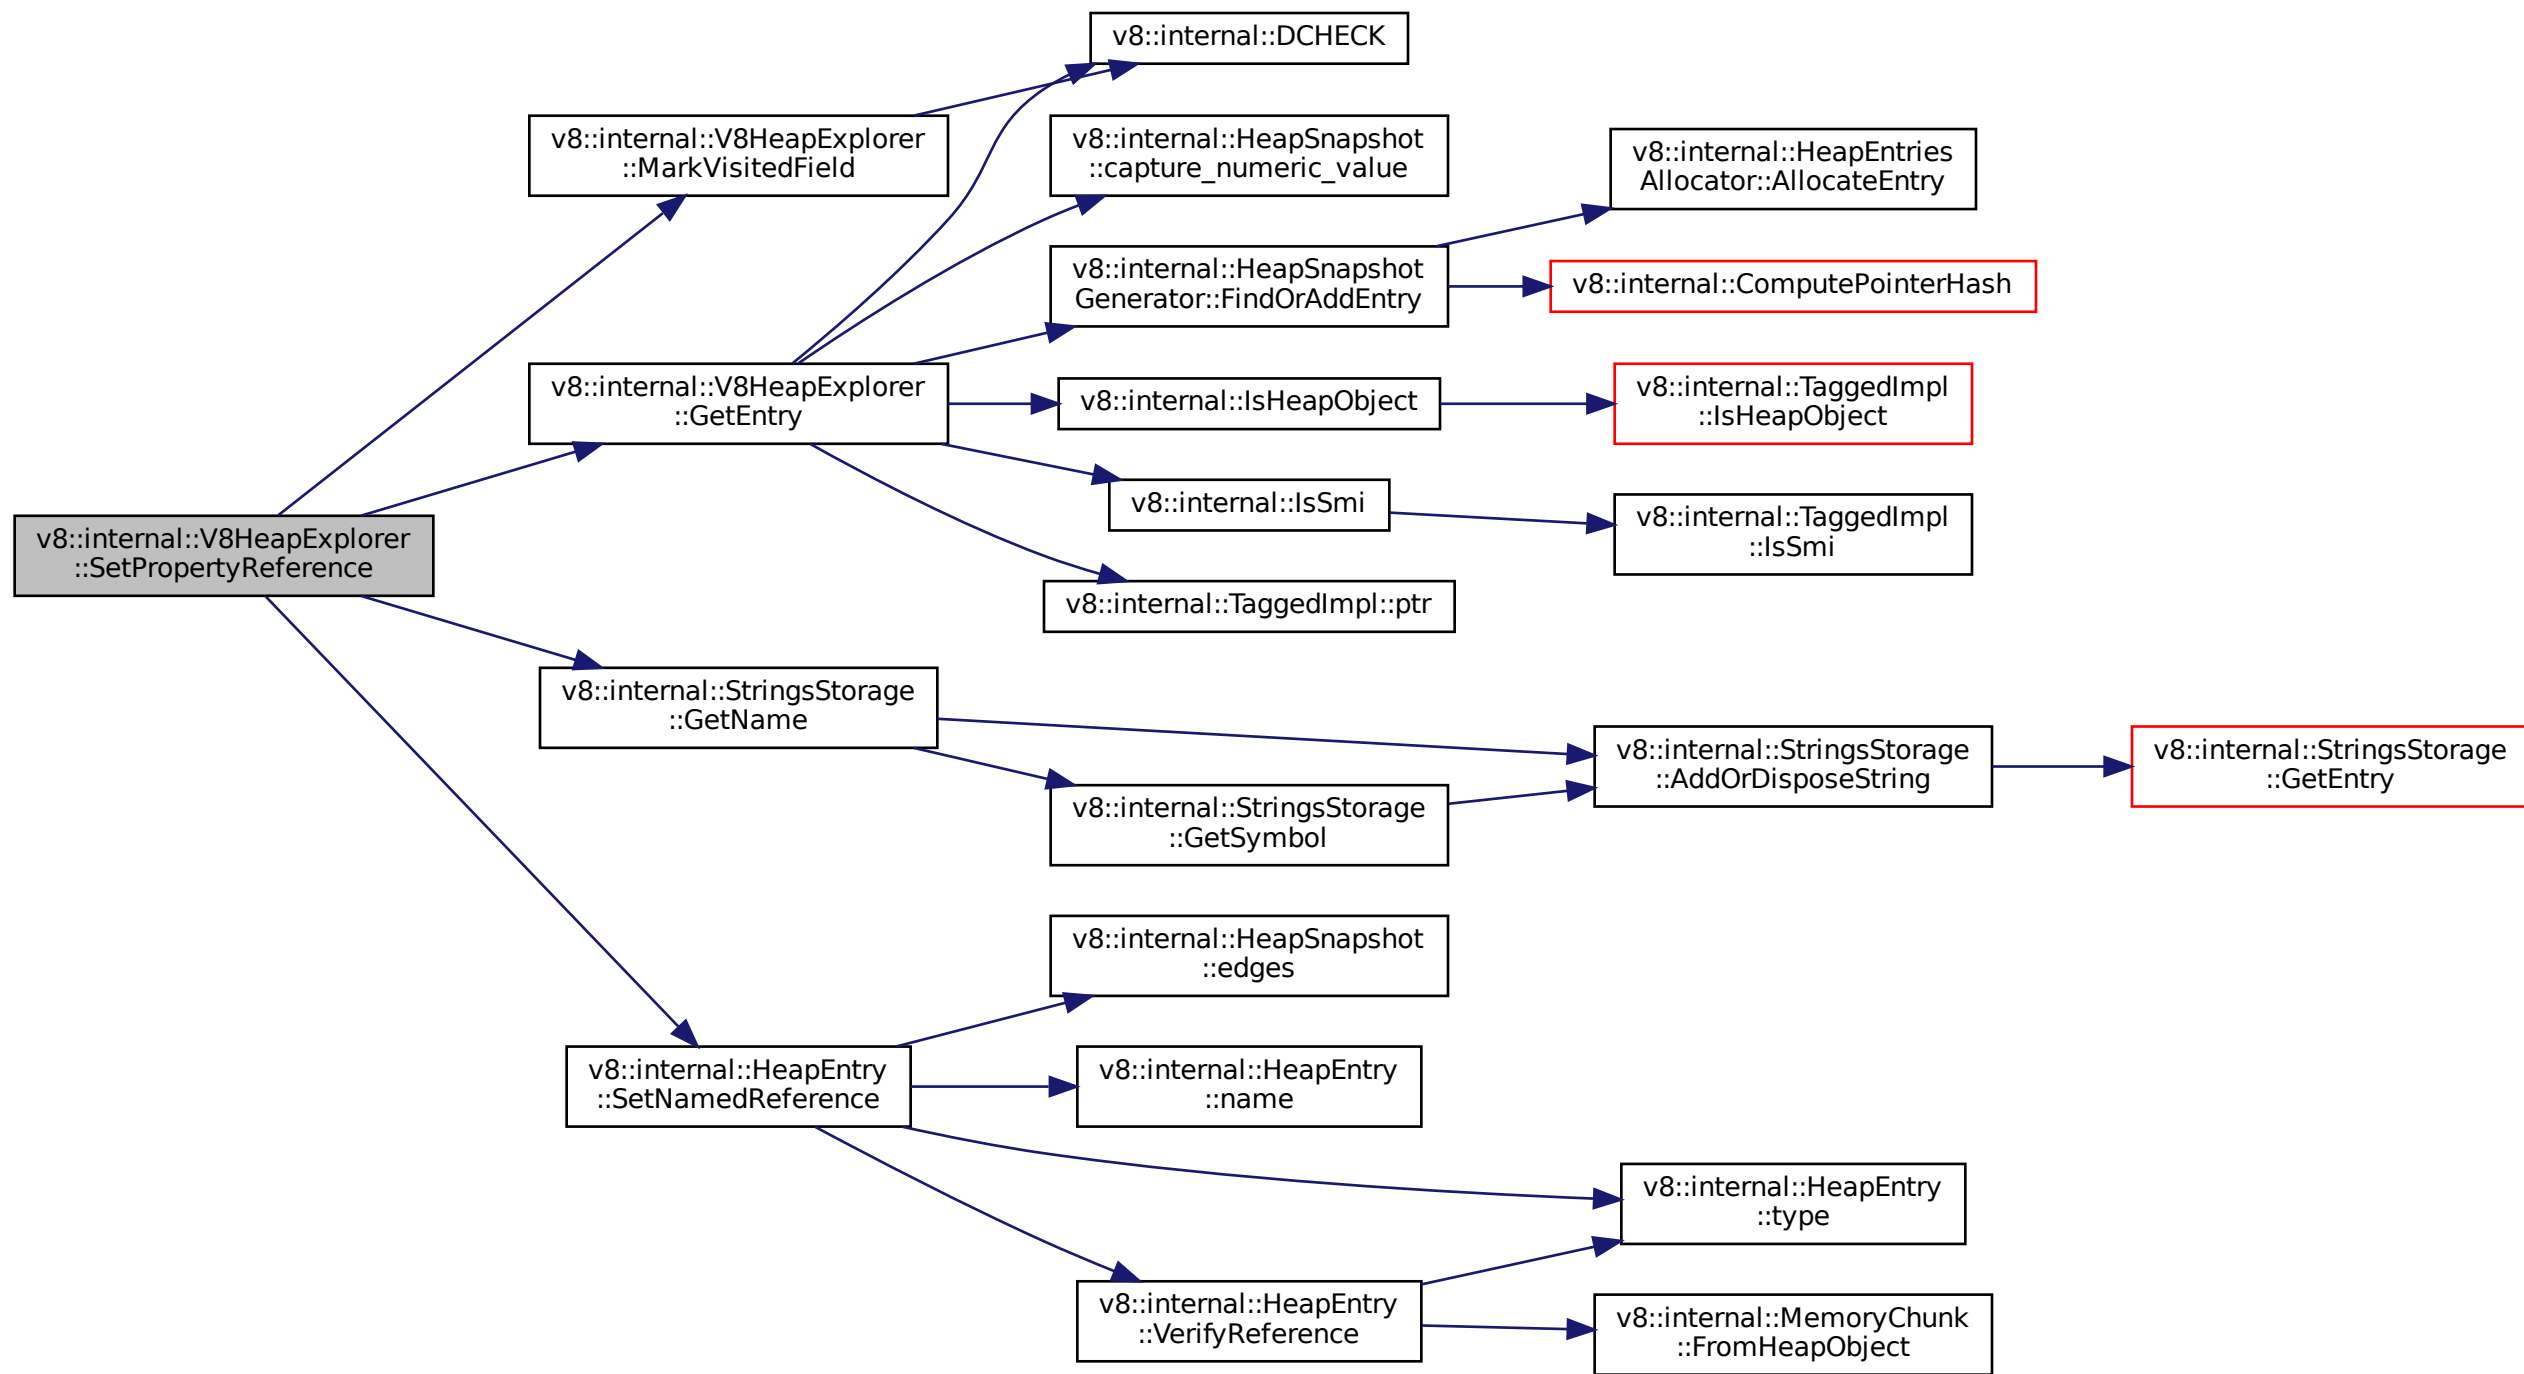 v8::internal::V8HeapExplorer
::SetPropertyReference
v8::internal::V8HeapExplorer
::MarkVisitedField
v8::internal::DCHECK
v8::internal::V8HeapExplorer
::GetEntry
v8::internal::HeapSnapshot
::capture_numeric_value
v8::internal::HeapSnapshot
Generator::FindOrAddEntry
v8::internal::HeapEntries
Allocator::AllocateEntry
v8::internal::ComputePointerHash
v8::internal::IsHeapObject
v8::internal::TaggedImpl
::IsHeapObject
v8::internal::IsSmi
v8::internal::TaggedImpl
::IsSmi
v8::internal::TaggedImpl::ptr
v8::internal::StringsStorage
::GetName
v8::internal::StringsStorage
::AddOrDisposeString
v8::internal::StringsStorage
::GetEntry
v8::internal::StringsStorage
::GetSymbol
v8::internal::HeapEntry
::SetNamedReference
v8::internal::HeapSnapshot
::edges
v8::internal::HeapEntry
::name
v8::internal::HeapEntry
::type
v8::internal::HeapEntry
::VerifyReference
v8::internal::MemoryChunk
::FromHeapObject